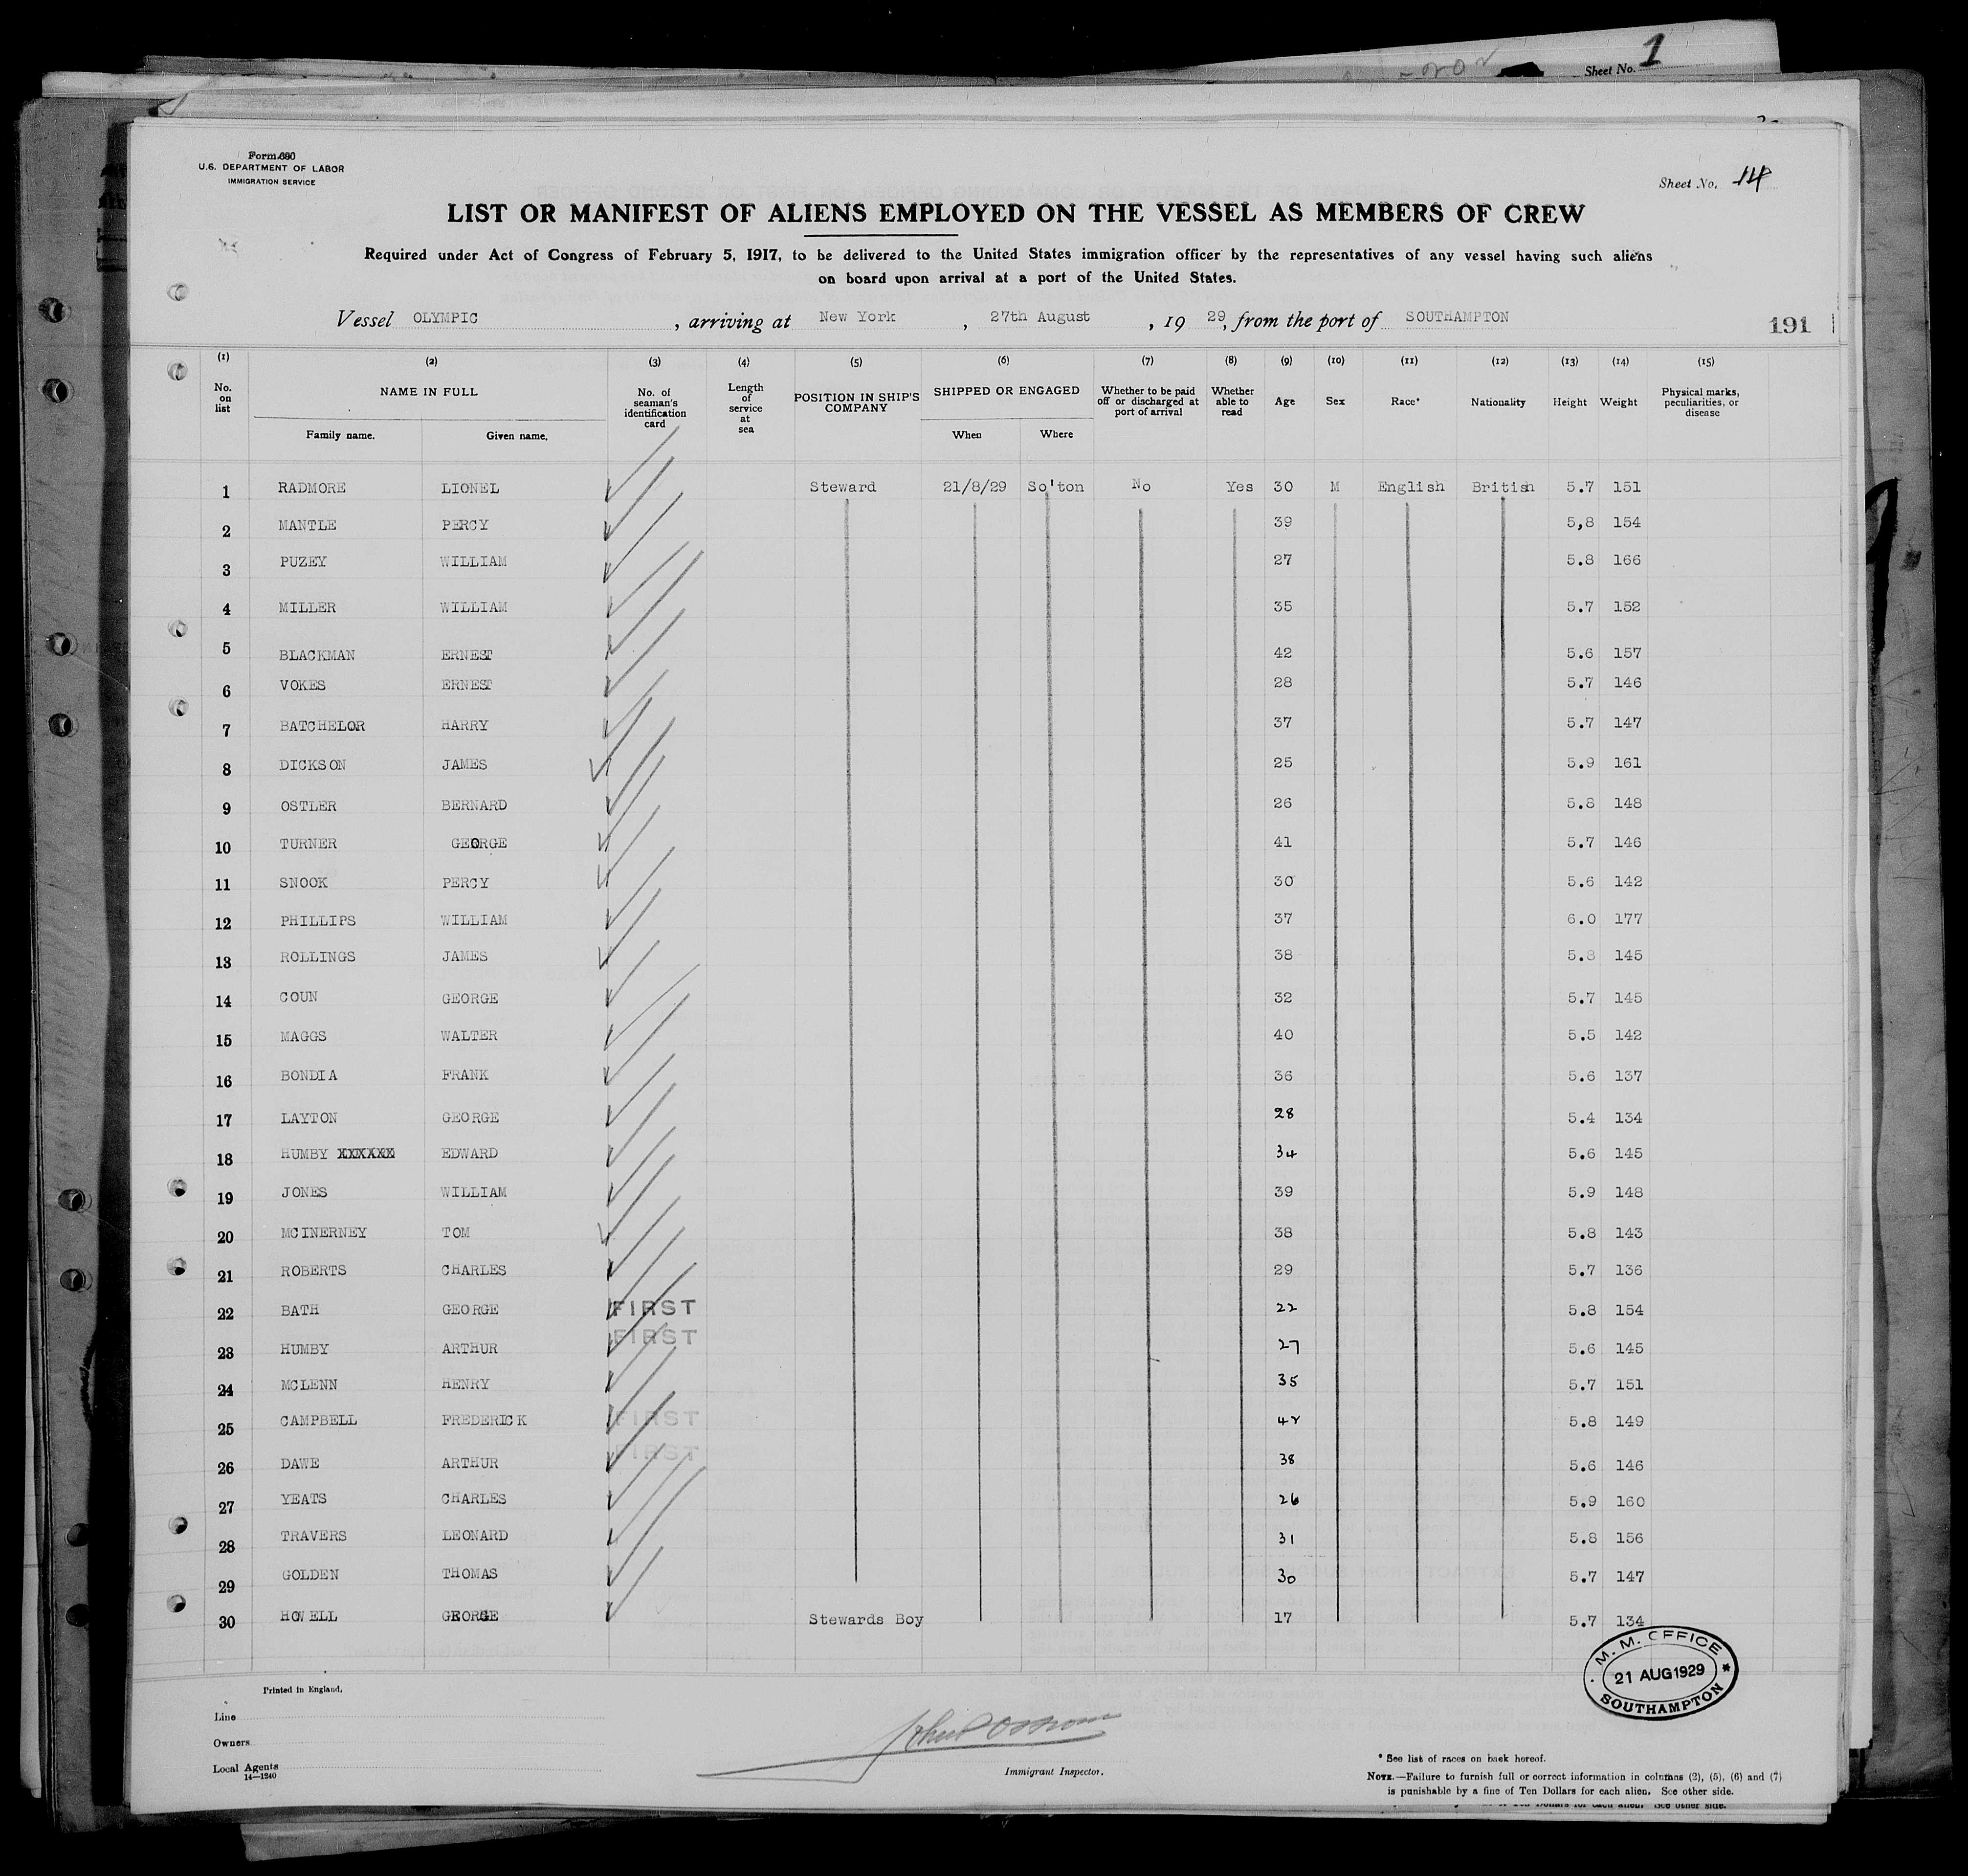 Sheet No. 1
Form 680
U.S. DEPARTMENT OF LABOR
IMMIGRATION SERVICE
Sheet No. 14
LIST OR MANIFEST OF ALIENS EMPLOYED ON THE VESSEL AS MEMBERS OF CREW
Required under Act of Congress of February 5, 1917, to be delivered to the United States immigration officer by the representatives of any vessel having such aliens
on board upon arrival at a port of the United States.
Vessel OLYMPIC, arriving at New York, 27th August, 1929, from the port of SOUTHAMPTON
191
(1) (2) (3) (4) (5) (6) (7) (8) (9) (10) (11) (12) (13) (14) (15)
No. on list NAME IN FULL No. of seaman's identification card Length of service at sea POSITION IN SHIP'S COMPANY SHIPPED OR ENGAGED Whether to be paid off or discharged at port of arrival Whether able to read Age Sex Race* Nationality Height Weight Physical marks, peculiarities, or disease
Family name. Given name. When Where
1 RADMORE LIONEL Steward 21/8/29 So'ton No Yes 30 M English British 5.7 151
2 MANTLE PERCY 39 5,8 154
3 PUZEY WILLIAM 27 5.8 166
4 MILLER WILLIAM 35 5.7 152
5 BLACKMAN ERNEST 42 5.6 157
6 VOKES ERNEST 28 5.7 146
7 BATCHELOR HARRY 37 5.7 147
8 DICKSON JAMES 25 5.9 161
9 OSTLER BERNARD 26 5.8 148
10 TURNER GEORGE 41 5.7 146
11 SNOOK PERCY 30 5.6 142
12 PHILLIPS WILLIAM 37 6.0 177
13 ROLLINGS JAMES 38 5.8 145
14 COUN GEORGE 32 5.7 145
15 MAGGS WALTER 40 5.5 142
16 BONDIA FRANK 36 5.6 137
17 LAYTON GEORGE 28 5.4 134
18 HUMBY XXXXXX EDWARD 34 5.6 145
19 JONES WILLIAM 39 5.9 148
20 MCINERNEY TOM 38 5.8 143
21 ROBERTS CHARLES 29 5.7 136
22 BATH GEORGE FIRST 22 5.8 154
23 HUMBY ARTHUR FIRST 27 5.6 145
24 MCLENN HENRY 35 5.7 151
25 CAMPBELL FREDERICK FIRST 42 5.8 149
26 DAWE ARTHUR FIRST 38 5.6 146
27 YEATS CHARLES 26 5.9 160
28 TRAVERS LEONARD 31 5.8 156
29 GOLDEN THOMAS 30 5.7 147
30 HOWELL GEORGE Stewards Boy 17 5.7 134
M. M. OFFICE
21 AUG 1929
SOUTHAMPTON
Printed in England.
Line
Owners
Local Agents
14—1240
Immigrant Inspector.
* See list of races on back hereof.
NOTE.—Failure to furnish full or correct information in columns (2), (5), (6) and (7)
is punishable by a fine of Ten Dollars for each alien. See other side.